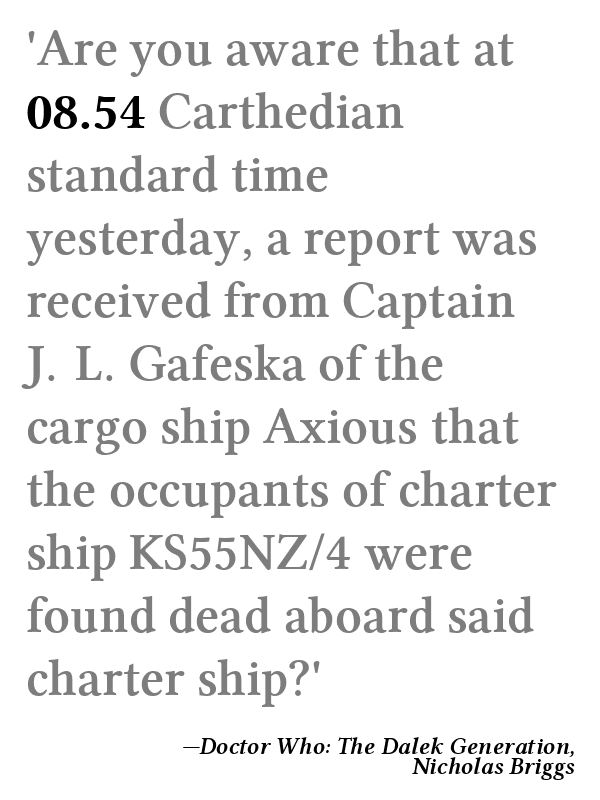 'Are you aware that at
08.54 Carthedian
standard time
yesterday, a report was
received from Captain
J. L. Gafeska of the
cargo ship Axious that
the occupants of charter
ship KS55NZ/4 were
found dead aboard said
charter ship?'
—Doctor Who: The Dalek Generation,
Nicholas Briggs